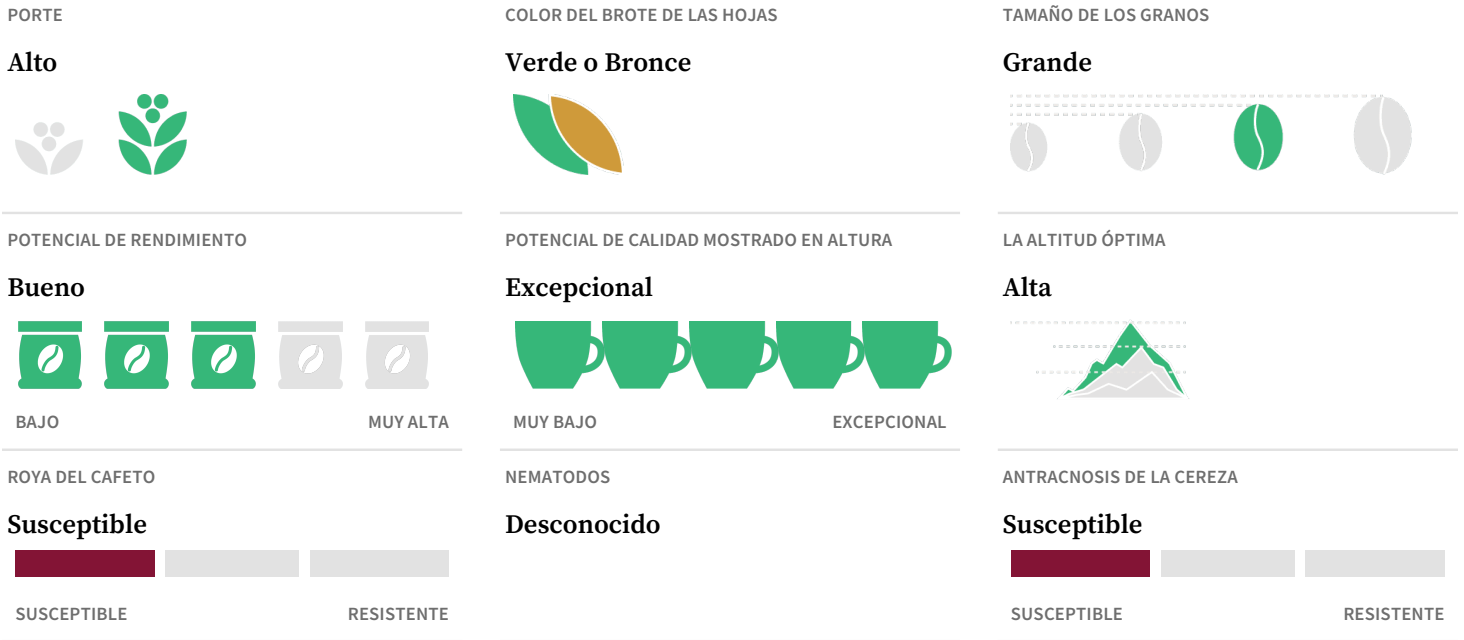 PORTE
Alto
COLOR DEL BROTE DE LAS HOJAS
Verde o Bronce
TAMAÑO DE LOS GRANOS
Grande
POTENCIAL DE RENDIMIENTO
Bueno
BAJO
MUY ALTA
POTENCIAL DE CALIDAD MOSTRADO EN ALTURA
Excepcional
MUY BAJO
EXCEPCIONAL
LA ALTITUD ÓPTIMA
Alta
ROYA DEL CAFETO
Susceptible
SUSCEPTIBLE
RESISTENTE
NEMATODOS
Desconocido
ANTRACNOSIS DE LA CEREZA
Susceptible
SUSCEPTIBLE
RESISTENTE